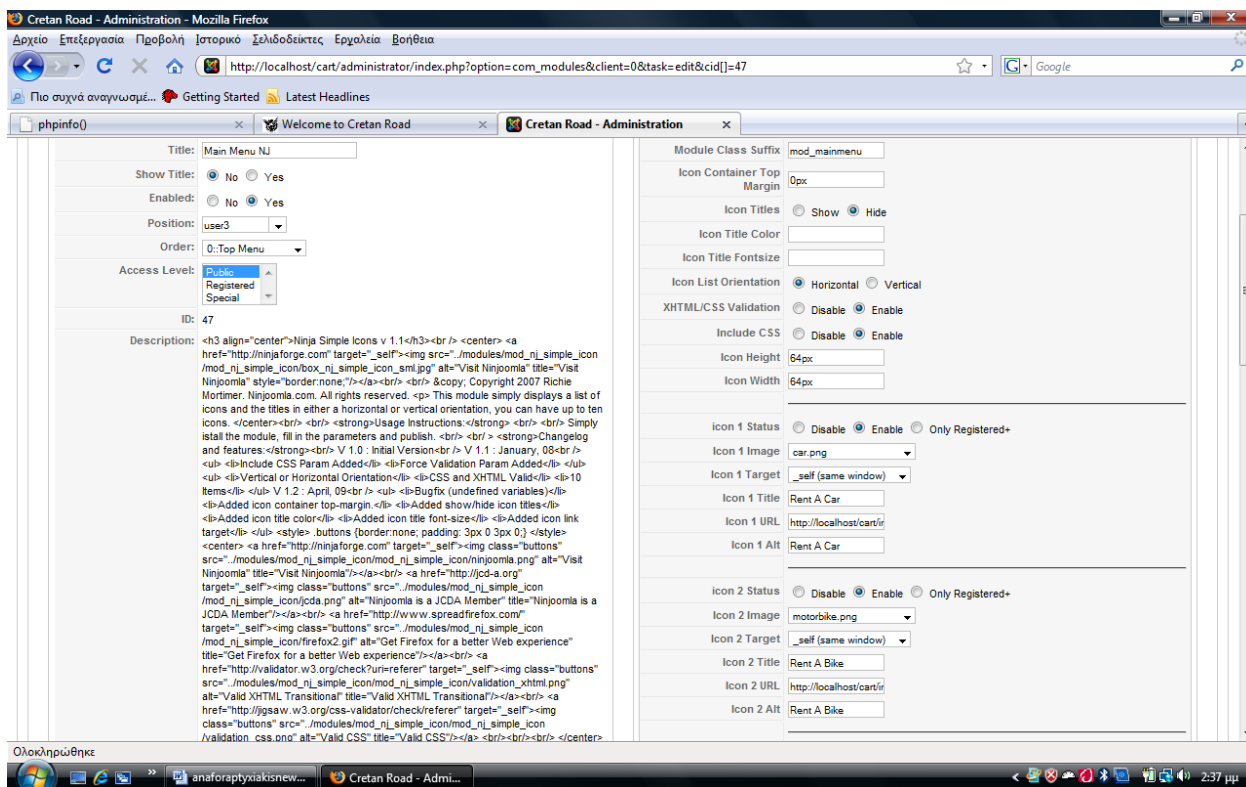 Cretan Road - Administration - Mozilla Firefox
Αρχείο Επεξεργασία Προβολή Ιστορικό Σελιδοδείκτες Εργαλεία Βοήθεια
http://localhost/cart/administrator/index.php?option=com_modules&client=0&task=edit&cid[]=47
G Google
Πιο συχνά αναγνωσμέ... Getting Started Latest Headlines
phpinfo() Welcome to Cretan Road Cretan Road - Administration
Title: Main Menu NJ
Show Title: No Yes
Enabled: No Yes
Position: user3
Order: 0::Top Menu
Access Level: Public
Registered
Special
ID: 47
Description: <h3 align="center">Ninja Simple Icons v 1.1</h3><br /> <center> <a
href="http://ninjaforge.com" target="_self"><img src="../modules/mod_nj_simple_icon
/mod_nj_simple_icon/box_nj_simple_icon_sml.jpg" alt="Visit Ninjoomla" title="Visit
Ninjoomla" style="border:none;"/></a><br/> <br/> &copy; Copyright 2007 Richie
Mortimer. Ninjoomla.com. All rights reserved. <p> This module simply displays a list of
icons and the titles in either a horizontal or vertical orientation, you can have up to ten
icons. </center><br/> <br/> <strong>Usage Instructions:</strong> <br/> <br/> Simply
istall the module, fill in the parameters and publish. <br/> <br/ > <strong>Changelog
and features:</strong><br/> V 1.0 : Initial Version<br /> V 1.1 : January, 08<br />
<ul> <li>Include CSS Param Added</li> <li>Force Validation Param Added</li> </ul>
<ul> <li>Vertical or Horizontal Orientation</li> <li>CSS and XHTML Valid</li> <li>10
Items</li> </ul> V 1.2 : April, 09<br /> <ul> <li>Bugfix (undefined variables)</li>
<li>Added icon container top-margin.</li> <li>Added show/hide icon titles</li>
<li>Added icon title color</li> <li>Added icon title font-size</li> <li>Added icon link
target</li> </ul> <style> .buttons {border:none; padding: 3px 0 3px 0;} </style>
<center> <a href="http://ninjaforge.com" target="_self"><img class="buttons"
src="../modules/mod_nj_simple_icon/mod_nj_simple_icon/ninjoomla.png" alt="Visit
Ninjoomla" title="Visit Ninjoomla"/></a><br/> <a href="http://jcd-a.org"
target="_self"><img class="buttons" src="../modules/mod_nj_simple_icon
/mod_nj_simple_icon/jcda.png" alt="Ninjoomla is a JCDA Member" title="Ninjoomla is a
JCDA Member"/></a><br/> <a href="http://www.spreadfirefox.com/"
target="_self"><img class="buttons" src="../modules/mod_nj_simple_icon
/mod_nj_simple_icon/firefox2.gif" alt="Get Firefox for a better Web experience"
title="Get Firefox for a better Web experience"/></a><br/> <a
href="http://validator.w3.org/check?uri=referer" target="_self"><img class="buttons"
src="../modules/mod_nj_simple_icon/mod_nj_simple_icon/validation_xhtml.png"
alt="Valid XHTML Transitional" title="Valid XHTML Transitional"/></a><br/> <a
href="http://jigsaw.w3.org/css-validator/check/referer" target="_self"><img
class="buttons" src="../modules/mod_nj_simple_icon/mod_nj_simple_icon
/validation_css.png" alt="Valid CSS" title="Valid CSS"/></a> <br/><br/><br/> </center>
Module Class Suffix mod_mainmenu
Icon Container Top
Margin 0px
Icon Titles Show Hide
Icon Title Color
Icon Title Fontsize
Icon List Orientation Horizontal Vertical
XHTML/CSS Validation Disable Enable
Include CSS Disable Enable
Icon Height 64px
Icon Width 64px
icon 1 Status Disable Enable Only Registered+
Icon 1 Image car.png
Icon 1 Target _self (same window)
Icon 1 Title Rent A Car
Icon 1 URL http://localhost/cart/ir
Icon 1 Alt Rent A Car
icon 2 Status Disable Enable Only Registered+
Icon 2 Image motorbike.png
Icon 2 Target _self (same window)
Icon 2 Title Rent A Bike
Icon 2 URL http://localhost/cart/ir
Icon 2 Alt Rent A Bike
Ολοκληρώθηκε
anaforaptyxiakisnew... Cretan Road - Admi... 2:37 μμ